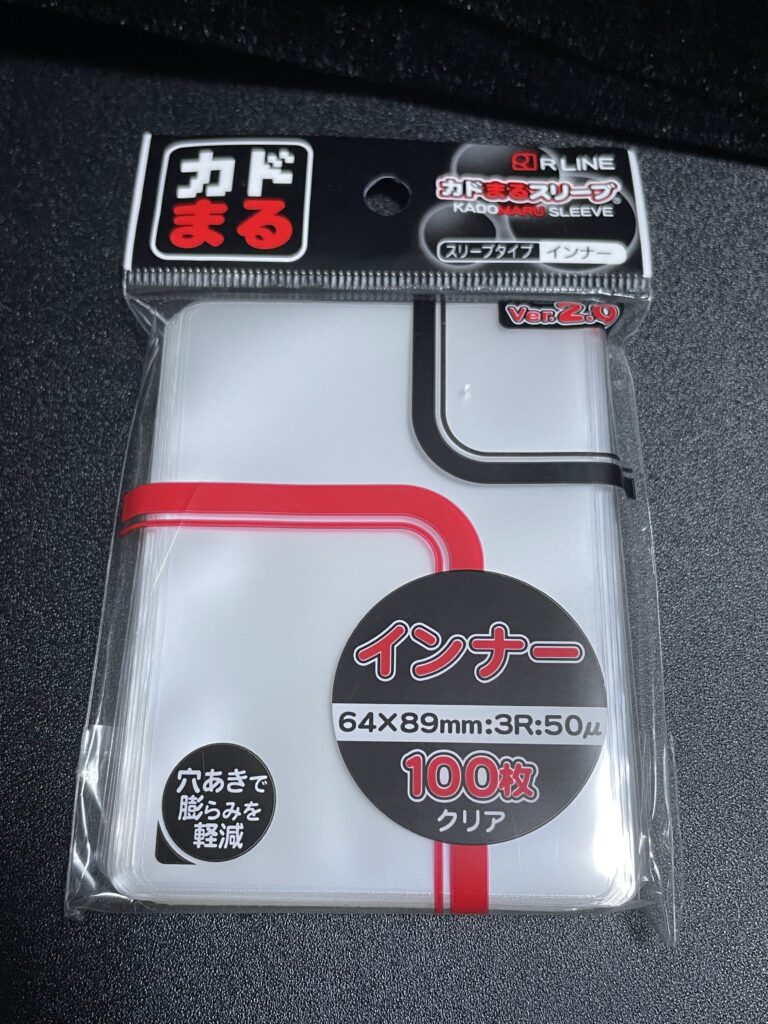 カド
まる
R LINE
カドまるスリーブ®
KADOMARU SLEEVE
スリーブタイプ インナー
Ver.2.0
インナー
64×89mm:3R:50μ
100枚
クリア
穴あきで
膨らみを
軽減